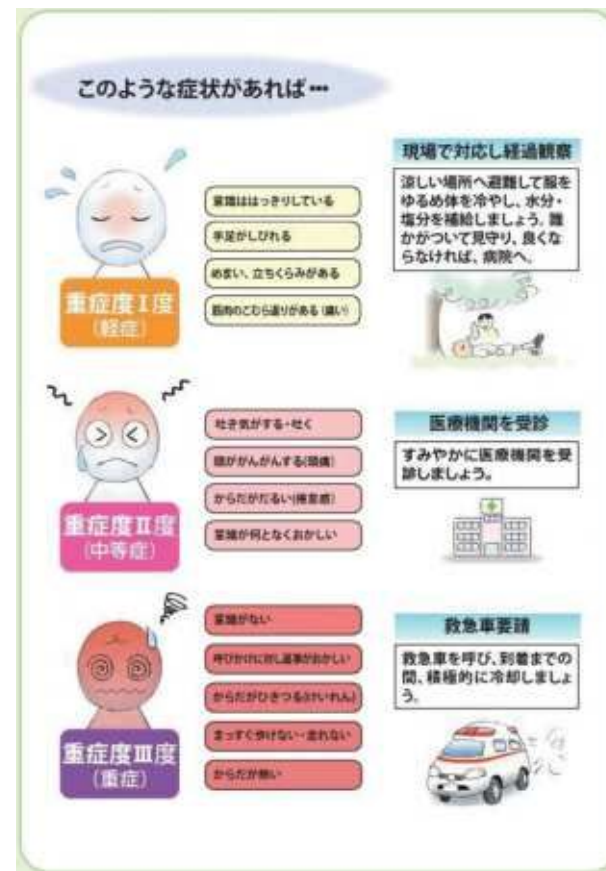 このような症状があれば…
現場で対応し経過観察
涼しい場所へ避難して服を
ゆるめ体を冷やし、水分・
塩分を補給しましょう。誰
かがついて見守り、良くな
らなければ、病院へ。
意識ははっきりしている
手足がしびれる
めまい、立ちくらみがある
筋肉のこむら返りがある(痛い)
重症度Ⅰ度
(軽症)
医療機関を受診
すみやかに医療機関を受
診しましょう。
吐き気がする・吐く
頭ががんがんする(頭痛)
からだがだるい(倦怠感)
意識が何となくおかしい
重症度Ⅱ度
(中等症)
救急車要請
救急車を呼び、到着までの
間、積極的に冷却しましょ
う。
意識がない
呼びかけに対し返事がおかしい
からだがひきつる(けいれん)
まっすぐ歩けない・走れない
からだが熱い
重症度Ⅲ度
(重症)